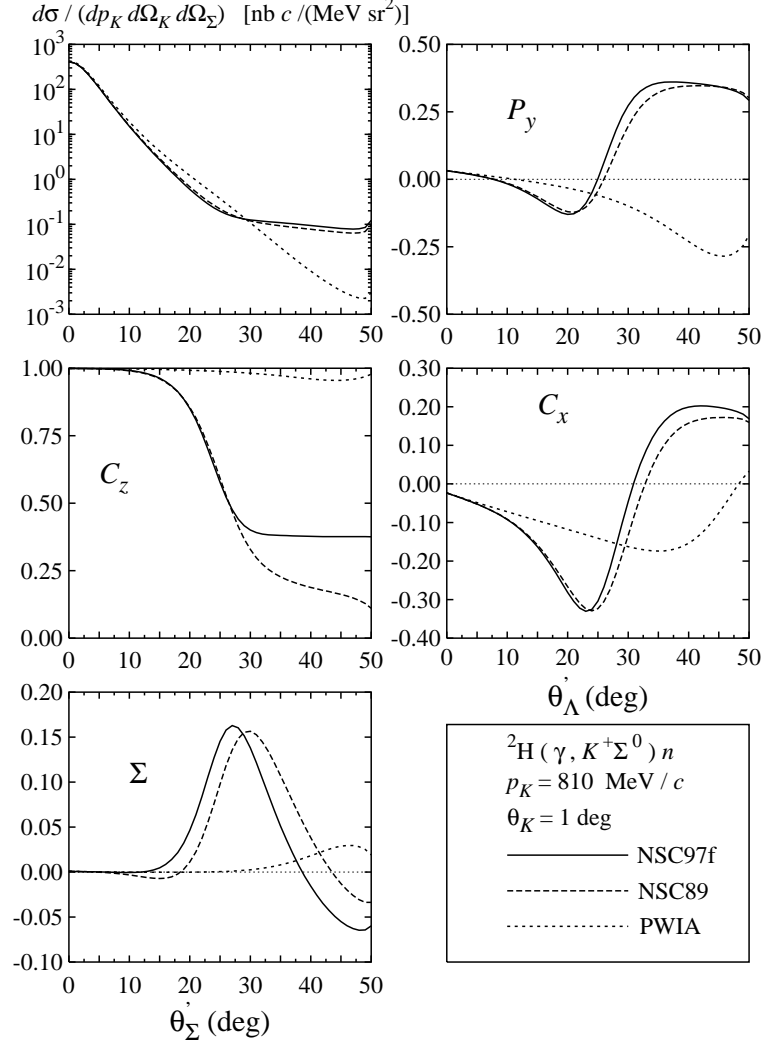 dσ / (dp_K dΩ_K dΩ_Σ) [nb c /(MeV sr²)]
10³
10²
10¹
10⁰
10⁻¹
10⁻²
10⁻³
0 10 20 30 40 50
P_y
0.50
0.25
0.00
-0.25
-0.50
0 10 20 30 40 50
C_z
1.00
0.75
0.50
0.25
0.00
0 10 20 30 40 50
C_x
0.30
0.20
0.10
0.00
-0.10
-0.20
-0.30
-0.40
0 10 20 30 40 50
θ'_Λ (deg)
Σ
0.20
0.15
0.10
0.05
0.00
-0.05
-0.10
0 10 20 30 40 50
θ'_Σ (deg)
²H ( γ, K⁺Σ⁰ ) n
p_K = 810 MeV / c
θ_K = 1 deg
NSC97f
NSC89
PWIA